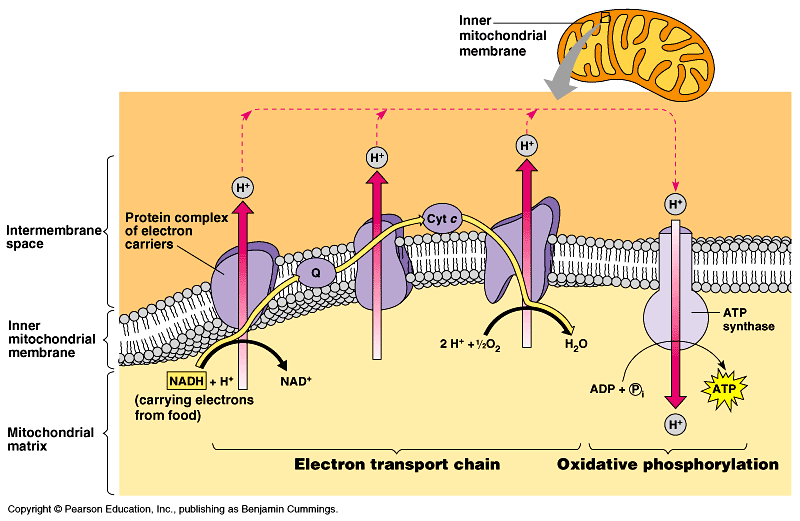 Inner
mitochondrial
membrane
H+
H+
H+
H+
Intermembrane
space
Protein complex
of electron
carriers
Cyt c
Q
Inner
mitochondrial
membrane
ATP
synthase
2 H+ + ½O2
H2O
NADH + H+
NAD+
(carrying electrons
from food)
ADP + Pi
ATP
H+
Mitochondrial
matrix
Electron transport chain
Oxidative phosphorylation
Copyright © Pearson Education, Inc., publishing as Benjamin Cummings.